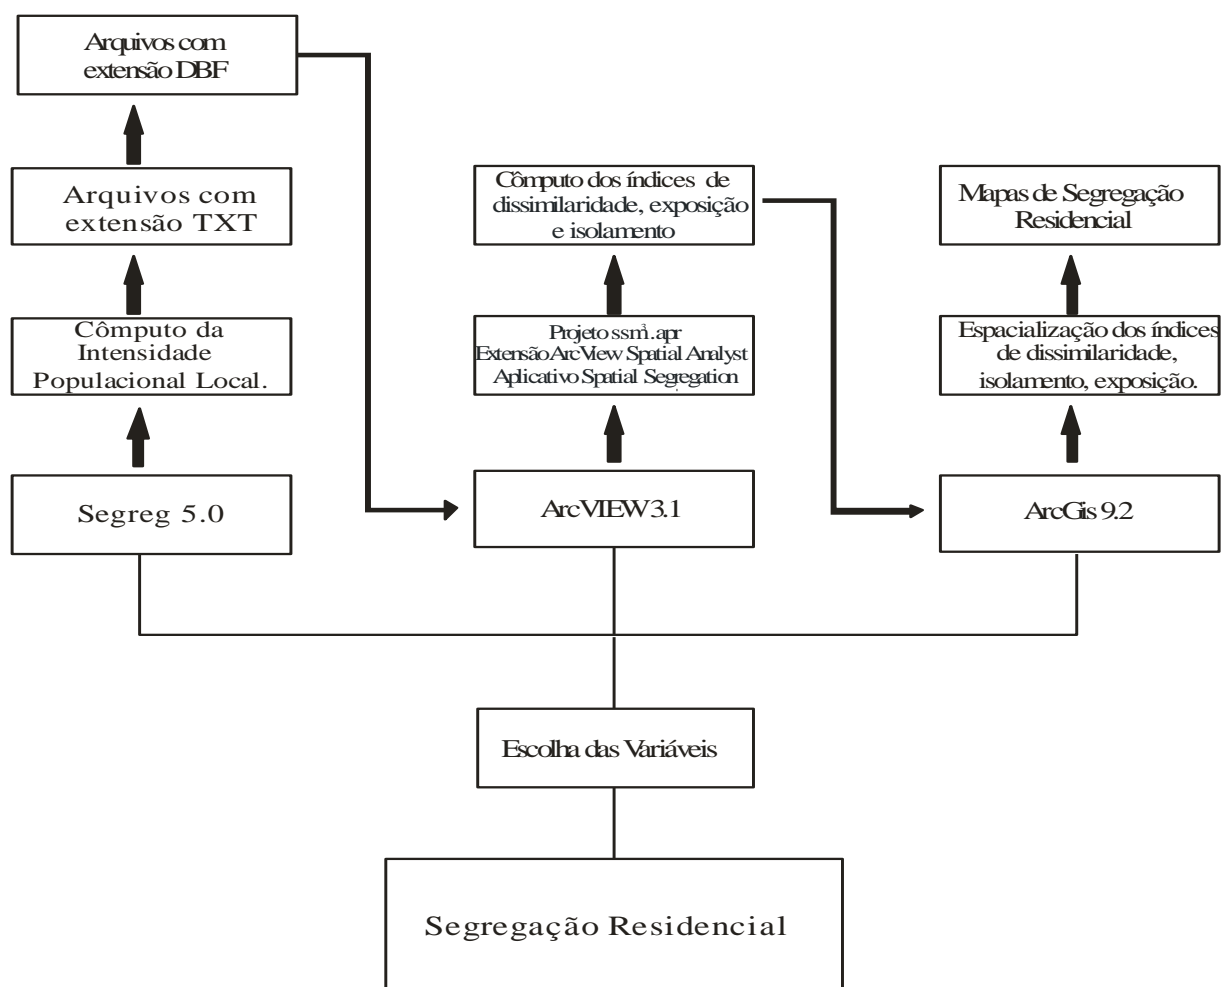 Arquivos com
extensão DBF
Arquivos com
extensão TXT
Cômputo da
Intensidade
Populacional Local.
Segreg 5.0
Cômputo dos índices de
dissimilaridade, exposição
e isolamento
Projeto ssm³.apr
Extensão ArcView Spatial Analyst
Aplicativo Spatial Segregation
ArcVIEW 3.1
Mapas de Segregação
Residencial
Espacialização dos índices
de dissimilaridade,
isolamento, exposição.
ArcGis 9.2
Escolha das Variáveis
Segregação Residencial